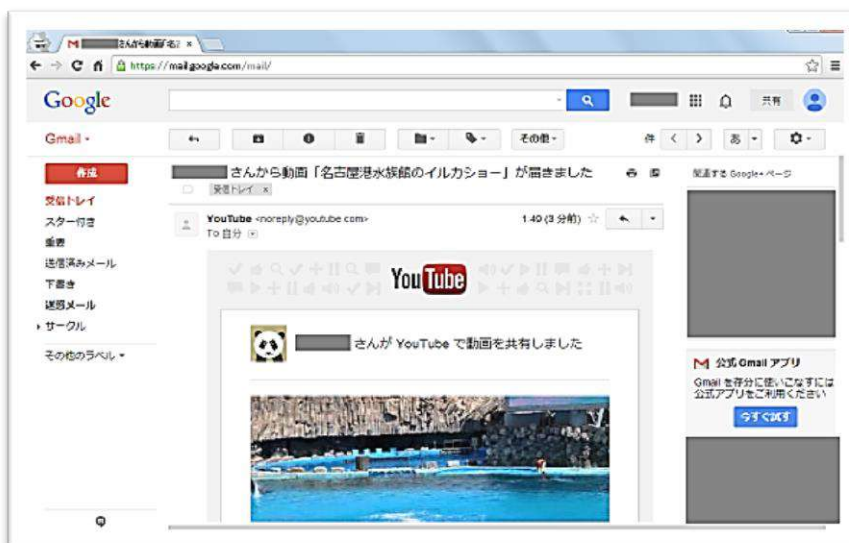 さんから動画「名?
https://mail.google.com/mail/
Google
共有
Gmail
その他
件
あ
作成
さんから動画「名古屋港水族館のイルカショー」が届きました
受信トレイ x
関連する Google+ ページ
受信トレイ
スター付き
重要
送信済みメール
下書き
迷惑メール
サークル
その他のラベル
YouTube <noreply@youtube.com>
1:49 (3 分前)
To 自分
YouTube
さんが YouTube で動画を共有しました
公式 Gmail アプリ
Gmail を存分に使いこなすには
公式アプリをご利用ください
今すぐ試す